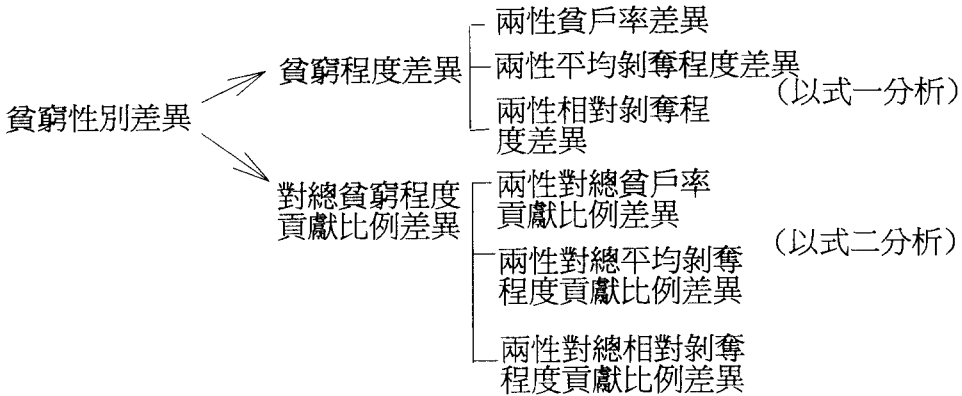 貧窮性別差異
貧窮程度差異
兩性貧戶率差異
兩性平均剝奪程度差異
兩性相對剝奪程
度差異
（以式一分析）
對總貧窮程度
貢獻比例差異
兩性對總貧戶率
貢獻比例差異
兩性對總平均剝奪
程度貢獻比例差異
兩性對總相對剝奪
程度貢獻比例差異
（以式二分析）